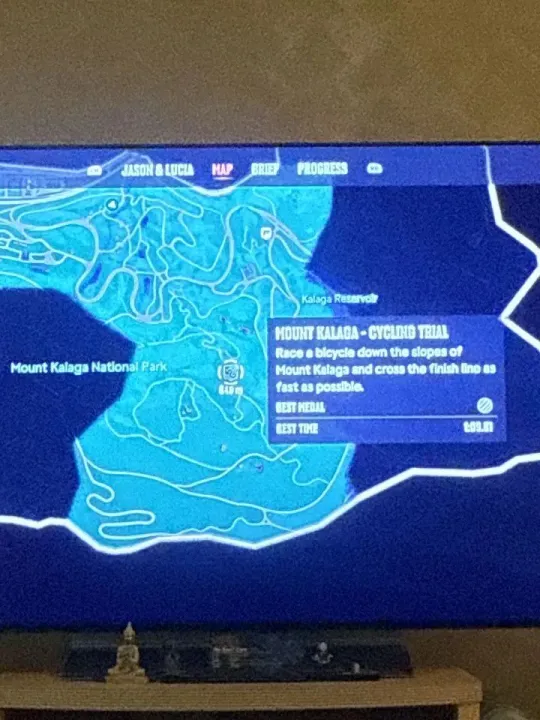 JASON & LUCIA MAP BRIEF PROGRESS
Kalaga Reservoir
MOUNT KALAGA - CYCLING TRIAL
Race a bicycle down the slopes of
Mount Kalaga and cross the finish line as
fast as possible.
BEST MEDAL
BEST TIME
Mount Kalaga National Park